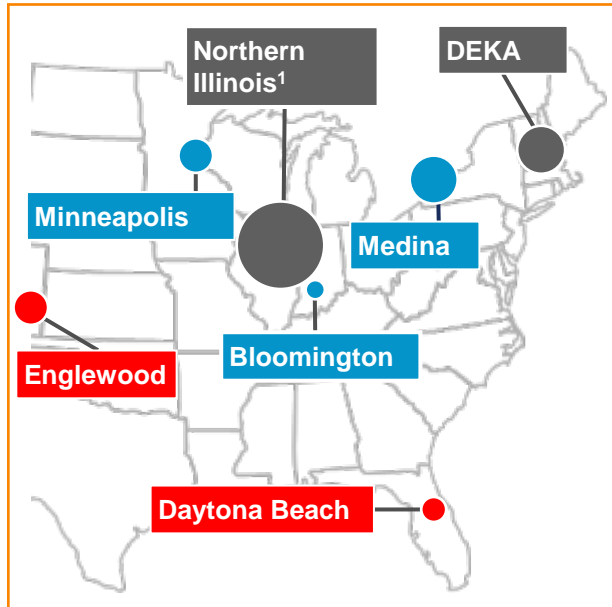 Northern
Illinois¹
DEKA
Minneapolis
Medina
Bloomington
Englewood
Daytona Beach